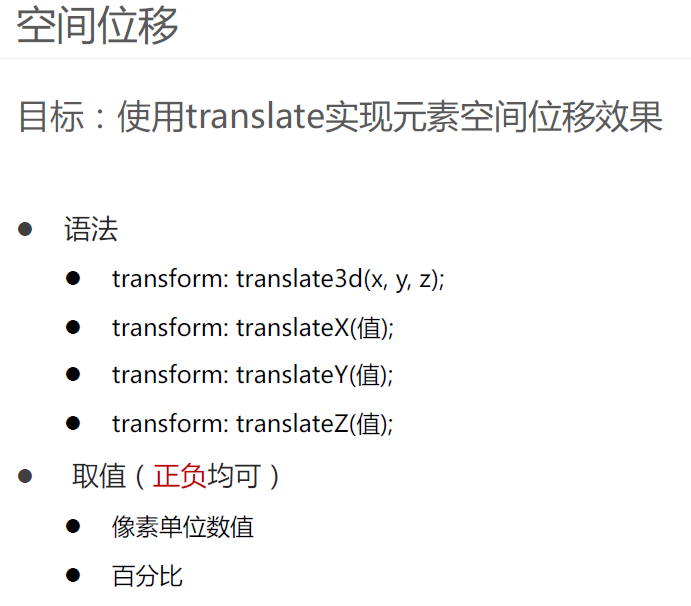 空间位移
目标：使用translate实现元素空间位移效果
语法
transform: translate3d(x, y, z);
transform: translateX(值);
transform: translateY(值);
transform: translateZ(值);
取值（正负均可）
像素单位数值
百分比